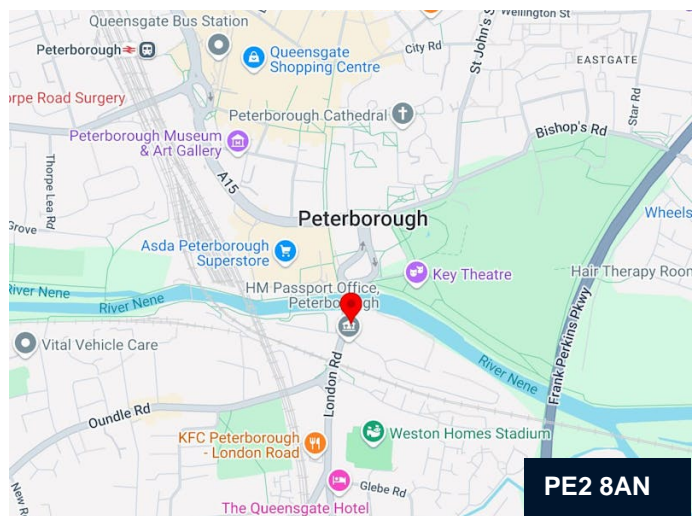 Queensgate Bus Station
Wellington St
City Rd
St John's S
Peterborough
Queensgate
Shopping Centre
EASTGATE
Star Rd
orpe Road Surgery
Peterborough Cathedral
Bishop's Rd
Peterborough Museum
& Art Gallery
Thorpe Lea Rd
A15
Peterborough
Wheels
Grove
Asda Peterborough
Superstore
Key Theatre
Hair Therapy Room
HM Passport Office,
Peterborough
River Nene
River Nene
Vital Vehicle Care
London Rd
River Nene
Frank Perkins Pkwy
Oundle Rd
KFC Peterborough
- London Road
Weston Homes Stadium
New Ro
Glebe Rd
The Queensgate Hotel
PE2 8AN